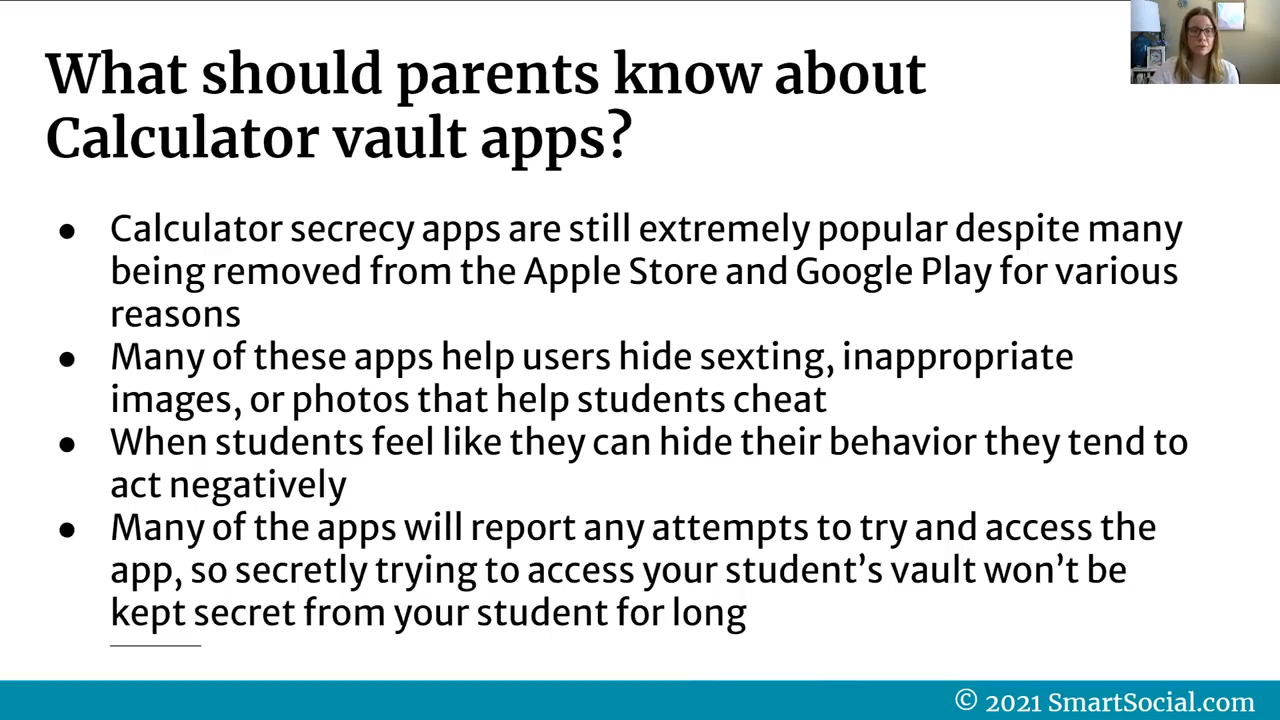 What should parents know about
Calculator vault apps?
● Calculator secrecy apps are still extremely popular despite many
being removed from the Apple Store and Google Play for various
reasons
● Many of these apps help users hide sexting, inappropriate
images, or photos that help students cheat
● When students feel like they can hide their behavior they tend to
act negatively
● Many of the apps will report any attempts to try and access the
app, so secretly trying to access your student’s vault won’t be
kept secret from your student for long
© 2021 SmartSocial.com